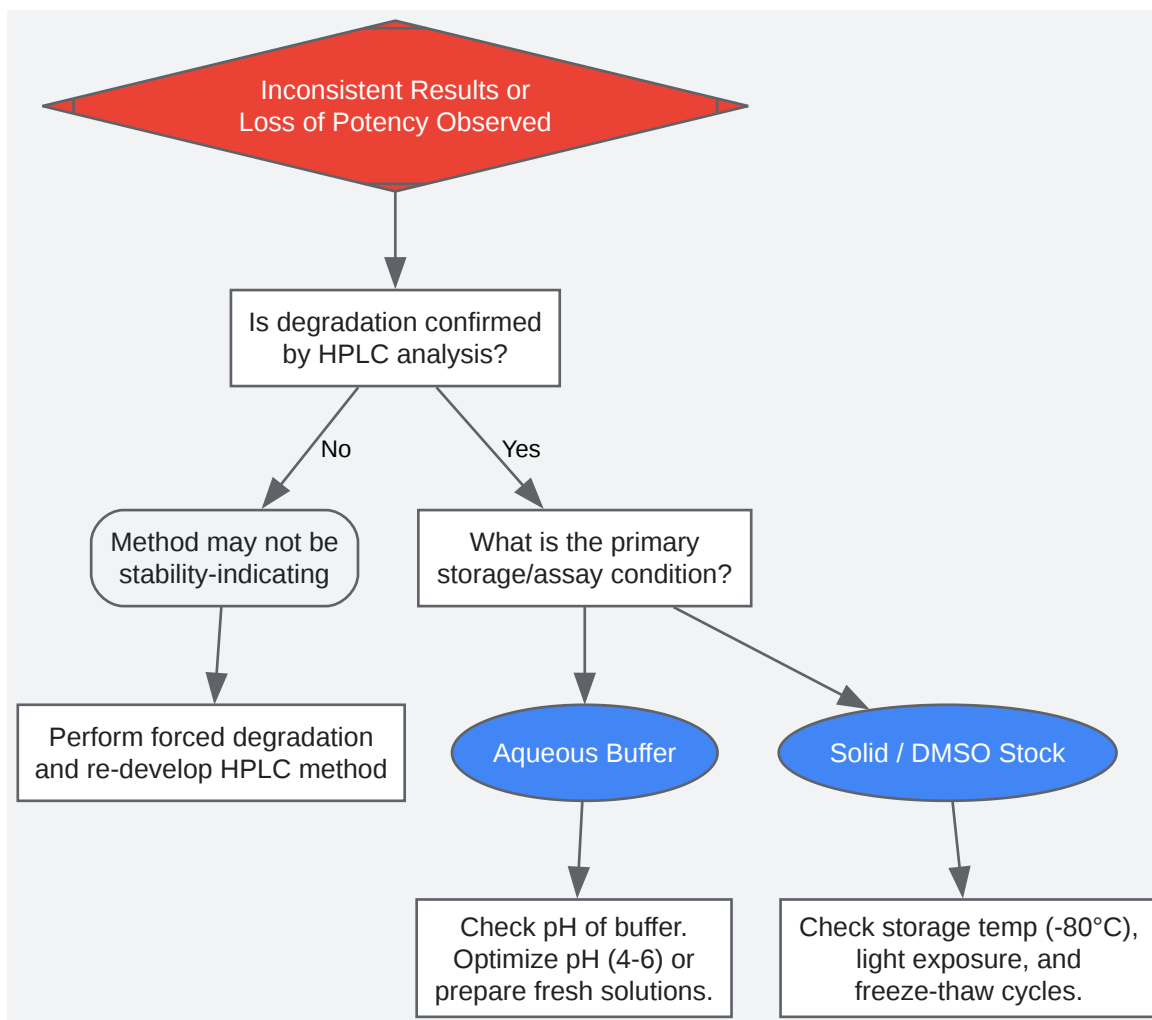 Inconsistent Results or
Loss of Potency Observed
Is degradation confirmed
by HPLC analysis?
No
Yes
Method may not be
stability-indicating
What is the primary
storage/assay condition?
Perform forced degradation
and re-develop HPLC method
Aqueous Buffer
Solid / DMSO Stock
Check pH of buffer.
Optimize pH (4-6) or
prepare fresh solutions.
Check storage temp (-80°C),
light exposure, and
freeze-thaw cycles.